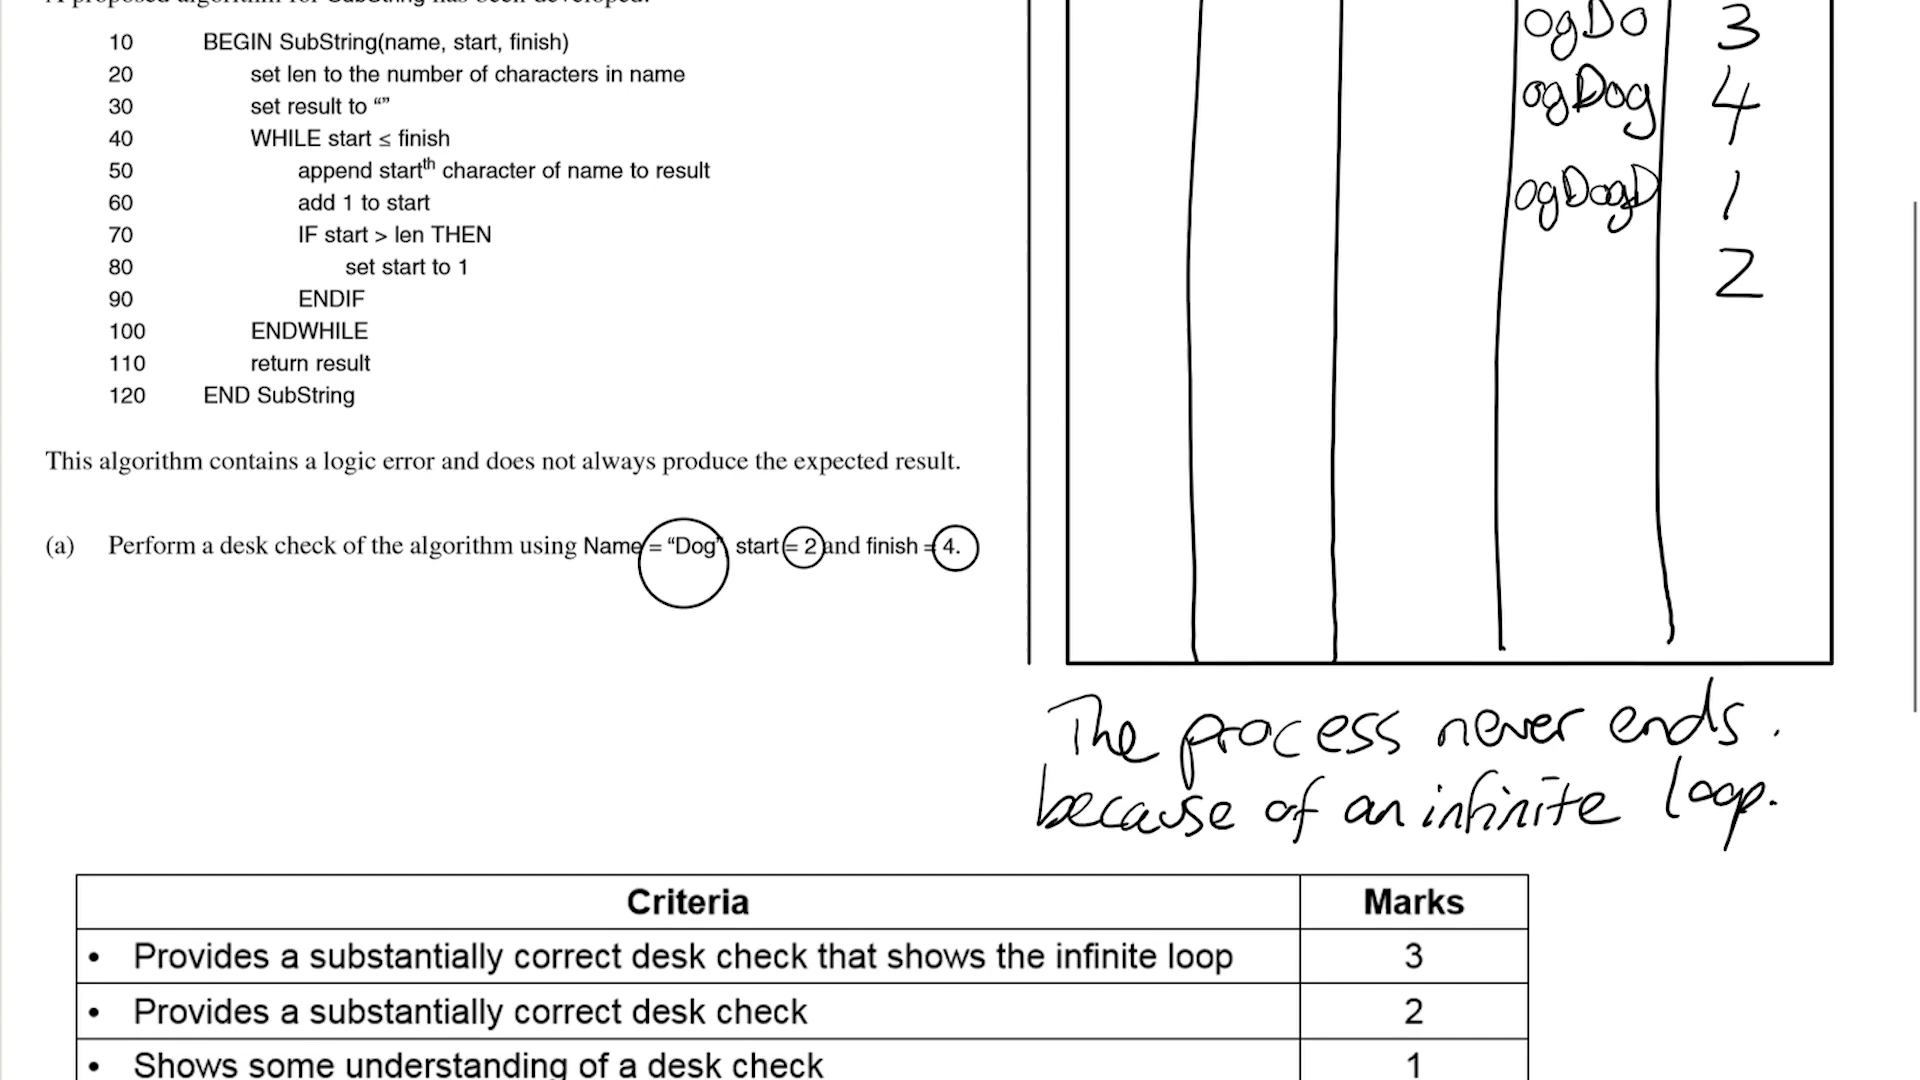 A proposed algorithm for SubString has been developed.
10 BEGIN SubString(name, start, finish)
20 set len to the number of characters in name
30 set result to “”
40 WHILE start ≤ finish
50 append startth character of name to result
60 add 1 to start
70 IF start > len THEN
80 set start to 1
90 ENDIF
100 ENDWHILE
110 return result
120 END SubString
This algorithm contains a logic error and does not always produce the expected result.
(a) Perform a desk check of the algorithm using Name = “Dog”, start = 2 and finish = 4.
ogDo 3
ogDog 4
ogDogD 1
2
The process never ends.
because of an infinite loop.
Criteria Marks
• Provides a substantially correct desk check that shows the infinite loop 3
• Provides a substantially correct desk check 2
• Shows some understanding of a desk check 1